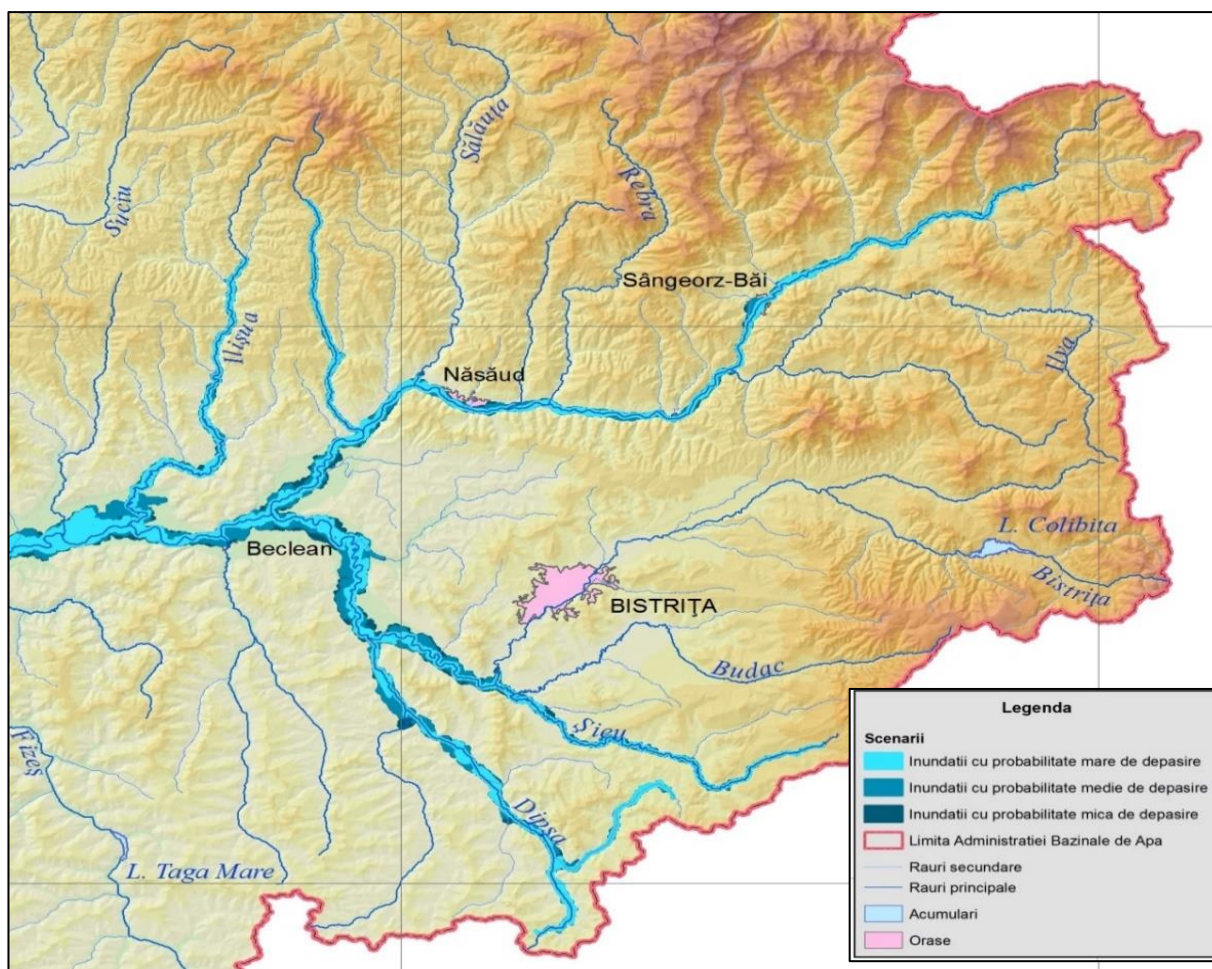 Suciu
Sălăuța
Rebra
Sângeorz-Băi
Ilișua
Ilva
Năsăud
L. Colibita
Beclean
Bistrița
BISTRIŢA
Budac
Șieu
Fizeș
Dipsa
L. Taga Mare
Legenda
Scenarii
Inundatii cu probabilitate mare de depasire
Inundatii cu probabilitate medie de depasire
Inundatii cu probabilitate mica de depasire
Limita Administratiei Bazinale de Apa
Rauri secundare
Rauri principale
Acumulari
Orase